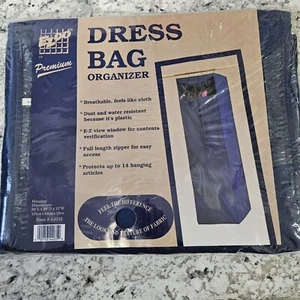 Premium
DRESS
BAG
ORGANIZER
• Breathable, feels like cloth
• Dust and water resistant
because it's plastic
• E-Z view window for contents
verification
• Full length zipper for easy
access
• Protects up to 14 hanging
articles
FEEL THE DIFFERENCE
THE LOOK AND TEXTURE OF FABRIC